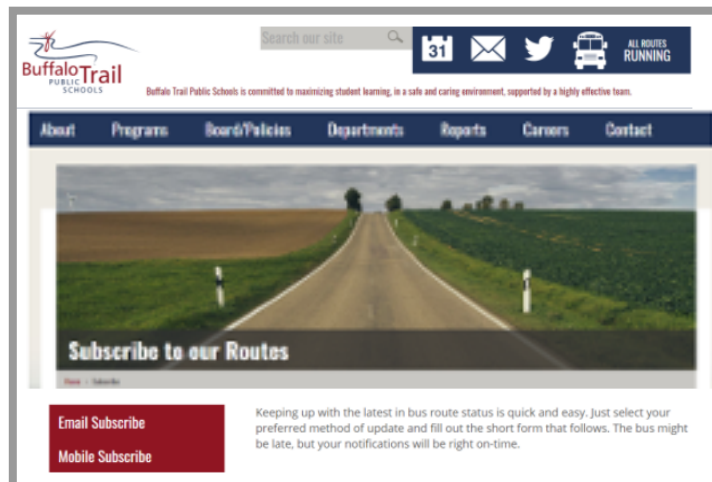 Search our site
31
ALL ROUTES
RUNNING
Buffalo Trail
PUBLIC
SCHOOLS
Buffalo Trail Public Schools is committed to maximizing student learning, in a safe and caring environment, supported by a highly effective team.
About Programs Board/Policies Departments Reports Careers Contact
Subscribe to our Routes
Home Subscribe
Email Subscribe
Mobile Subscribe
Keeping up with the latest in bus route status is quick and easy. Just select your
preferred method of update and fill out the short form that follows. The bus might
be late, but your notifications will be right on-time.